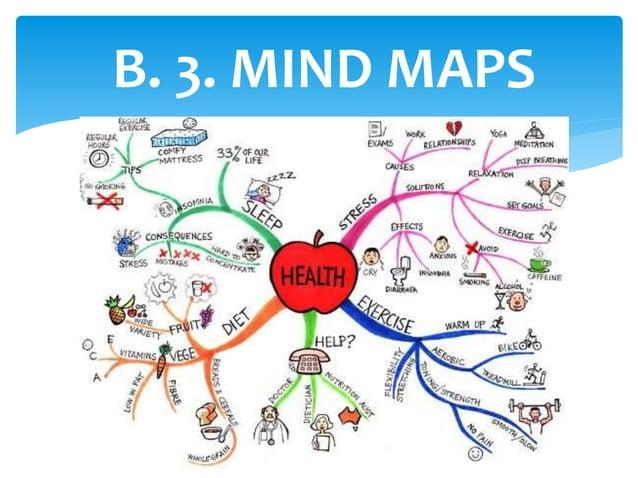 B. 3. MIND MAPS
HEALTH
SLEEP
33% OF OUR
LIFE
ZZZZ
INSOMNIA
TIPS
REGULAR
EXERCISE
REGULAR
HOURS
COMFY
MATTRESS
NO SMOKING
CONSEQUENCES
STRESS
MISTAKES
HARD TO
CONCENTRATE
STRESS
CAUSES
EXAMS
WORK
RELATIONSHIPS
SOLUTIONS
RELAXATION
YOGA
MEDITATION
DEEP BREATHING
SET GOALS
EXERCISE
AVOID
CAFFEINE
ALCOHOL
SMOKING
EFFECTS
CRY
DIARRHEA
INSOMNIA
ANXIOUS
EXERCISE
WARM UP
AEROBIC
BIKE
TREADMILL
TONING/STRENGTH
SMOOTH/SLOW
NO PAIN
FLEXIBILITY
STRETCHING
HELP?
DOCTOR
DIETICIAN
NUTRITION AUST
DIET
FRUIT
WIDE
VARIETY
VEGE
VITAMINS
E
C
A
LOW IN FAT
FIBRE
BREADS & CEREALS
WHOLEGRAIN